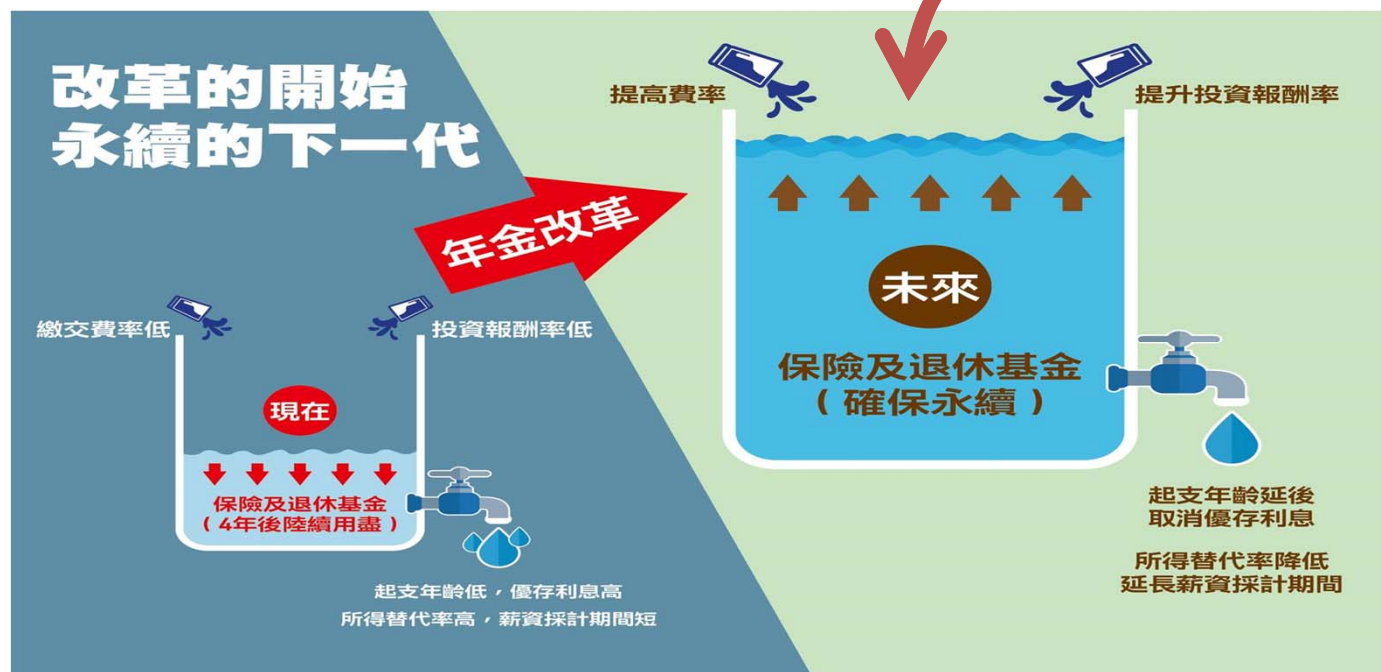 改革的開始
永續的下一代
年金改革
繳交費率低
投資報酬率低
現在
保險及退休基金
（4年後陸續用盡）
起支年齡低，優存利息高
所得替代率高，薪資採計期間短
提高費率
提升投資報酬率
未來
保險及退休基金
（確保永續）
起支年齡延後
取消優存利息
所得替代率降低
延長薪資採計期間